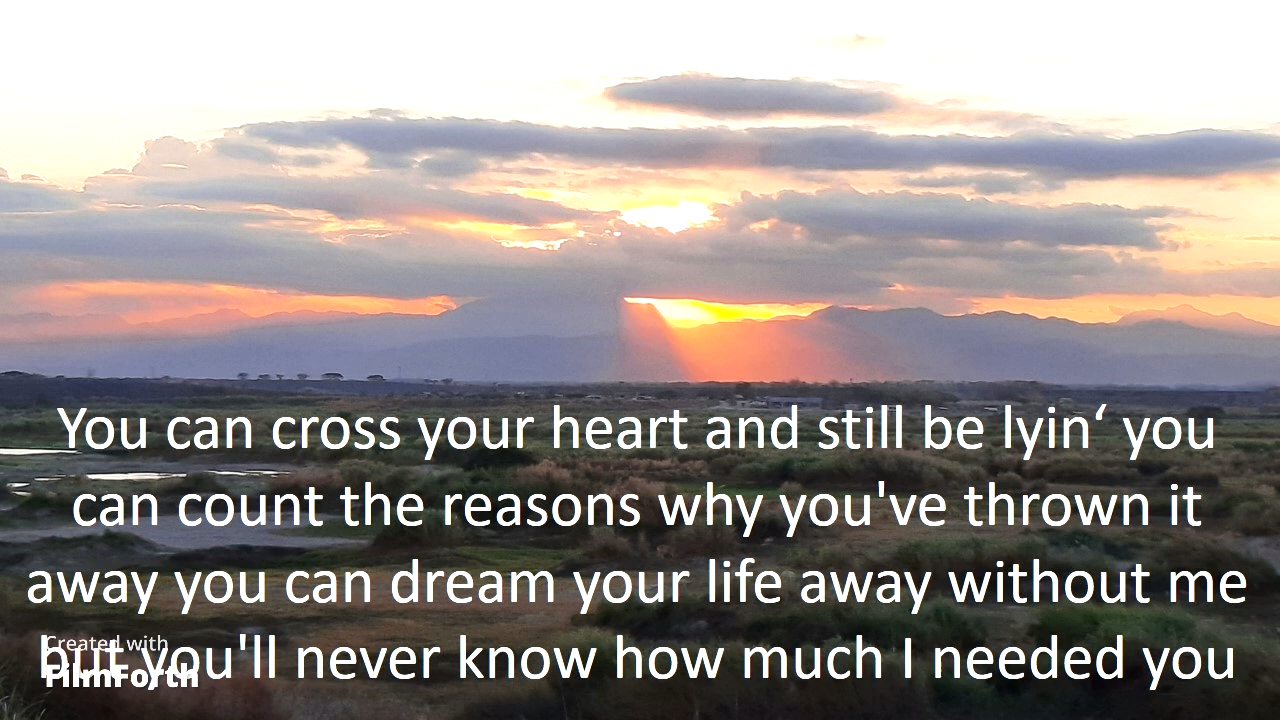 You can cross your heart and still be lyin‘ you
can count the reasons why you've thrown it
away you can dream your life away without me
but you'll never know how much I needed you
Created with
FilmForth